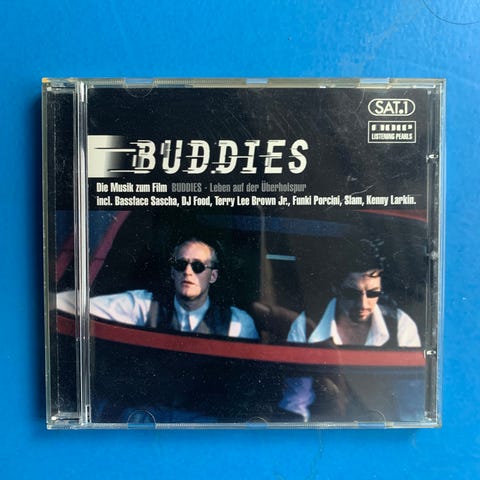 SAT.1
LISTENING PEARLS
BUDDIES
Die Musik zum Film BUDDIES - Leben auf der Überholspur
incl. Bassface Sascha, DJ Food, Terry Lee Brown Jr., Funki Porcini, Slam, Kenny Larkin.